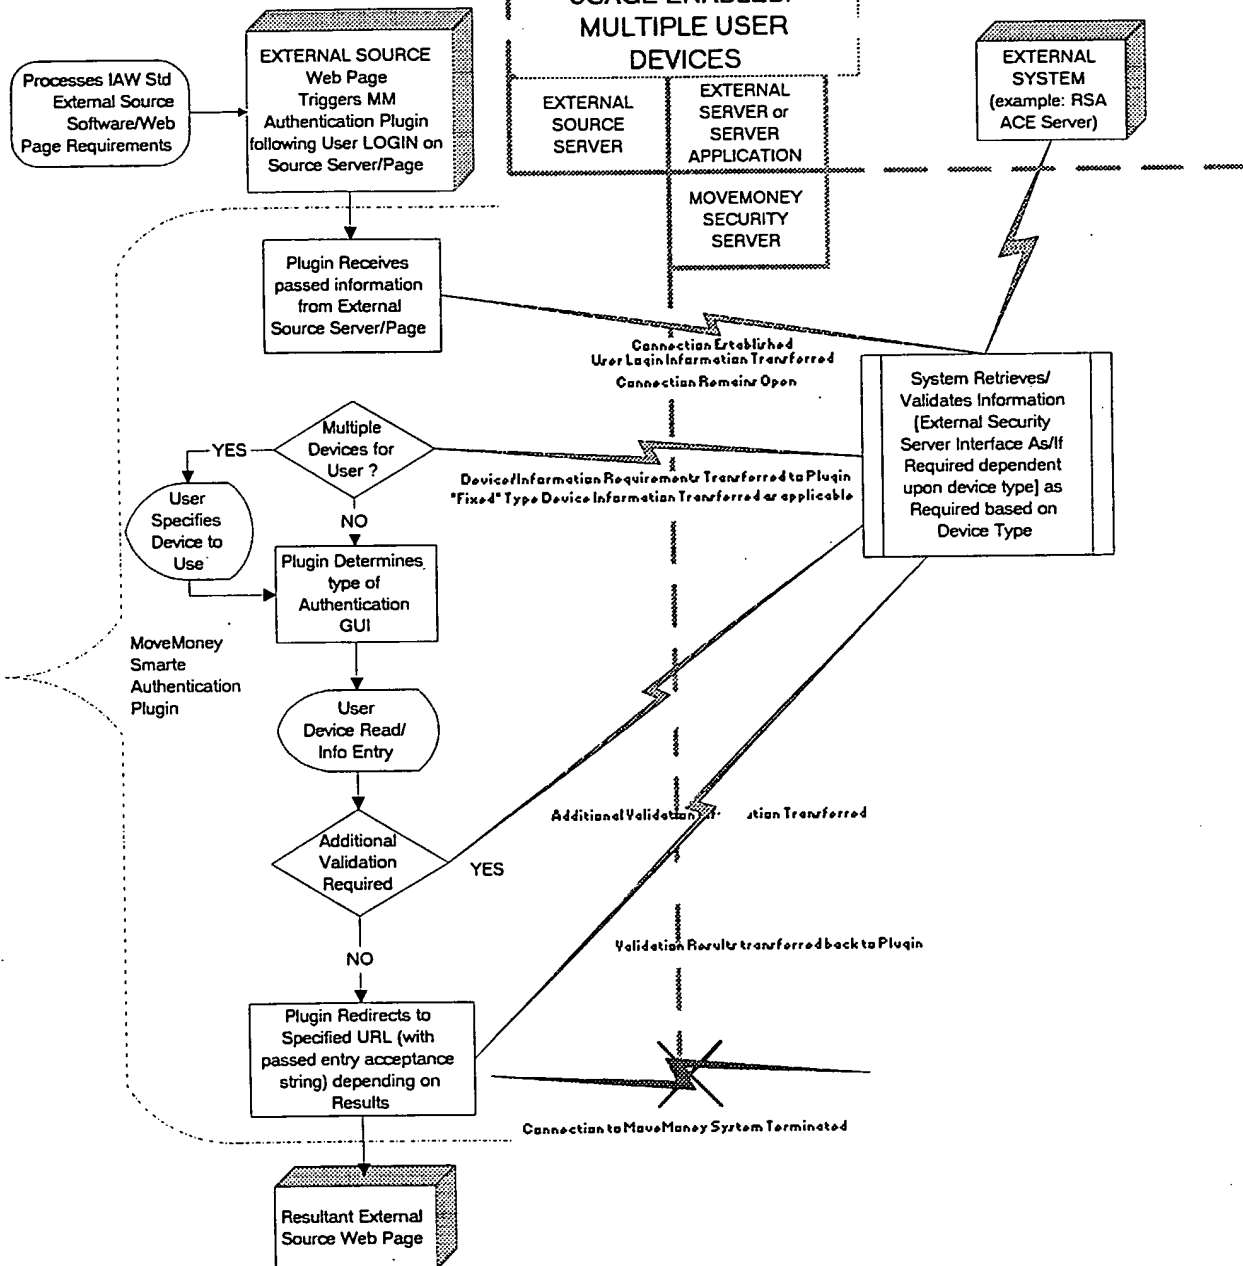 USAGE ENABLED:
MULTIPLE USER
DEVICES
EXTERNAL
SOURCE
SERVER
EXTERNAL
SERVER or
SERVER
APPLICATION
MOVEMONEY
SECURITY
SERVER
EXTERNAL
SYSTEM
(example: RSA
ACE Server)
Processes IAW Std
External Source
Software/Web
Page Requirements
EXTERNAL SOURCE
Web Page
Triggers MM
Authentication Plugin
following User LOGIN on
Source Server/Page
Plugin Receives
passed information
from External
Source Server/Page
Connection Established
User Login Information Transferred
Connection Remains Open
System Retrieves/
Validates Information
[External Security
Server Interface As/If
Required dependent
upon device type] as
Required based on
Device Type
Multiple
Devices for
User ?
YES
NO
Device/Information Requirements Transferred to Plugin
"Fixed" Type Device Information Transferred as applicable
User
Specifies
Device to
Use
Plugin Determines
type of
Authentication
GUI
MoveMoney
Smarte
Authentication
Plugin
User
Device Read/
Info Entry
Additional Validation tion Transferred
Additional
Validation
Required
YES
NO
Validation Results transferred back to Plugin
Plugin Redirects to
Specified URL (with
passed entry acceptance
string) depending on
Results
Connection to MoveMoney System Terminated
Resultant External
Source Web Page